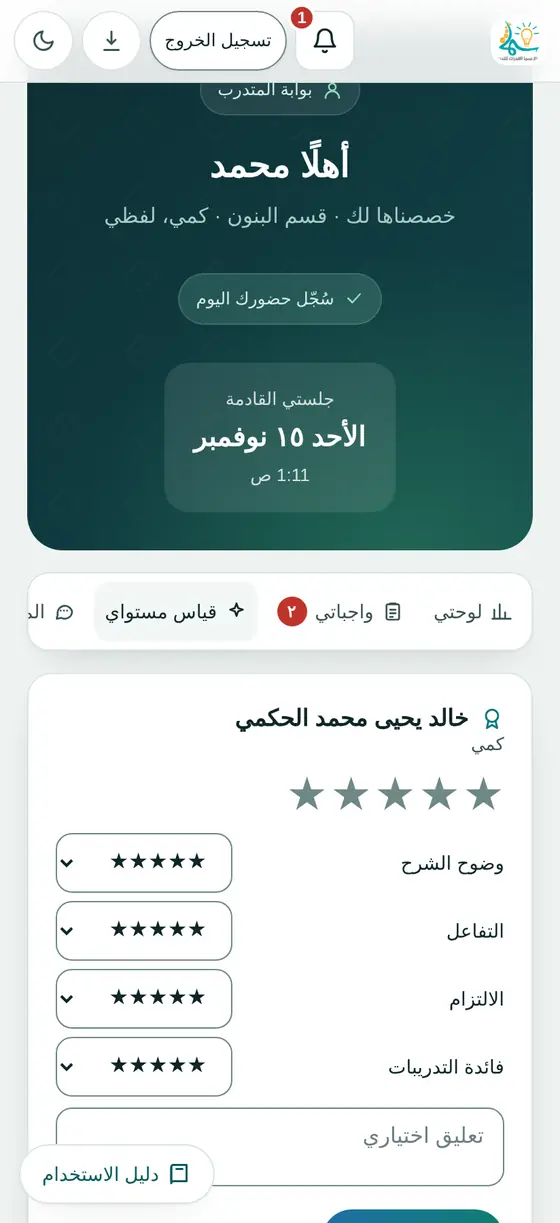 1
تسجيل الخروج
بوابة المتدرب
أهلًا محمد
خصصناها لك · قسم البنون · كمي، لفظي
سُجّل حضورك اليوم
جلستي القادمة
الأحد ١٥ نوفمبر
1:11 ص
لوحتي
واجباتي ٢
قياس مستواي
خالد يحيى محمد الحكمي
كمي
★★★★★
وضوح الشرح ★★★★★
التفاعل ★★★★★
الالتزام ★★★★★
فائدة التدريبات ★★★★★
تعليق اختياري
دليل الاستخدام